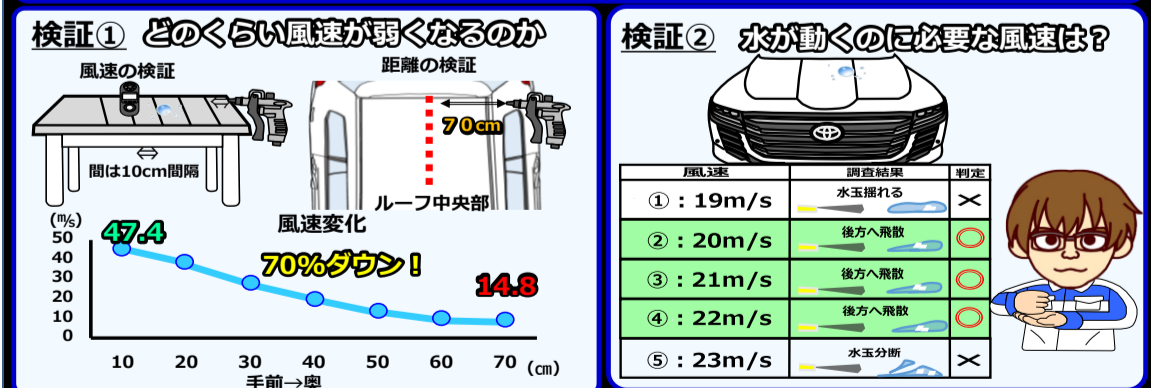 検証① どのくらい風速が弱くなるのか
風速の検証
距離の検証
70cm
間は10cm間隔
ルーフ中央部
(m/s)
風速変化
50
40
30
20
10
0
47.4
70%ダウン！
14.8
10 20 30 40 50 60 70 (cm)
手前→奥
検証② 水が動くのに必要な風速は？
風速 調査結果 判定
①：19m/s 水玉揺れる ×
②：20m/s 後方へ飛散 ◎
③：21m/s 後方へ飛散 ◎
④：22m/s 後方へ飛散 ◎
⑤：23m/s 水玉分断 ×